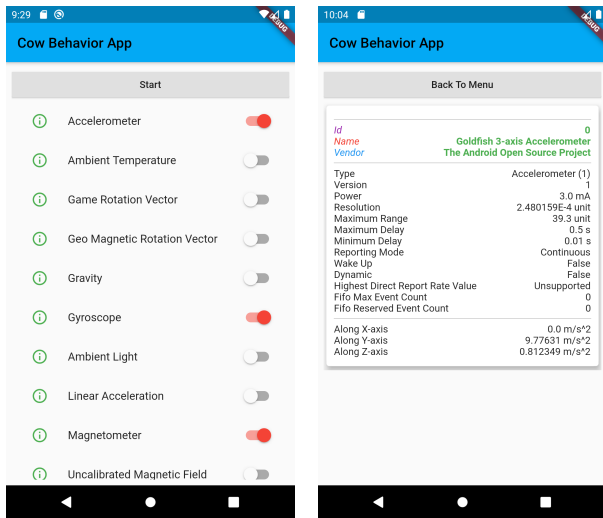 9:29
DEBUG
Cow Behavior App
Start
Accelerometer
Ambient Temperature
Game Rotation Vector
Geo Magnetic Rotation Vector
Gravity
Gyroscope
Ambient Light
Linear Acceleration
Magnetometer
Uncalibrated Magnetic Field
10:04
DEBUG
Cow Behavior App
Back To Menu
Id 0
Name Goldfish 3-axis Accelerometer
Vendor The Android Open Source Project
Type Accelerometer (1)
Version 1
Power 3.0 mA
Resolution 2.480159E-4 unit
Maximum Range 39.3 unit
Maximum Delay 0.5 s
Minimum Delay 0.01 s
Reporting Mode Continuous
Wake Up False
Dynamic False
Highest Direct Report Rate Value Unsupported
Fifo Max Event Count 0
Fifo Reserved Event Count 0
Along X-axis 0.0 m/s^2
Along Y-axis 9.77631 m/s^2
Along Z-axis 0.812349 m/s^2